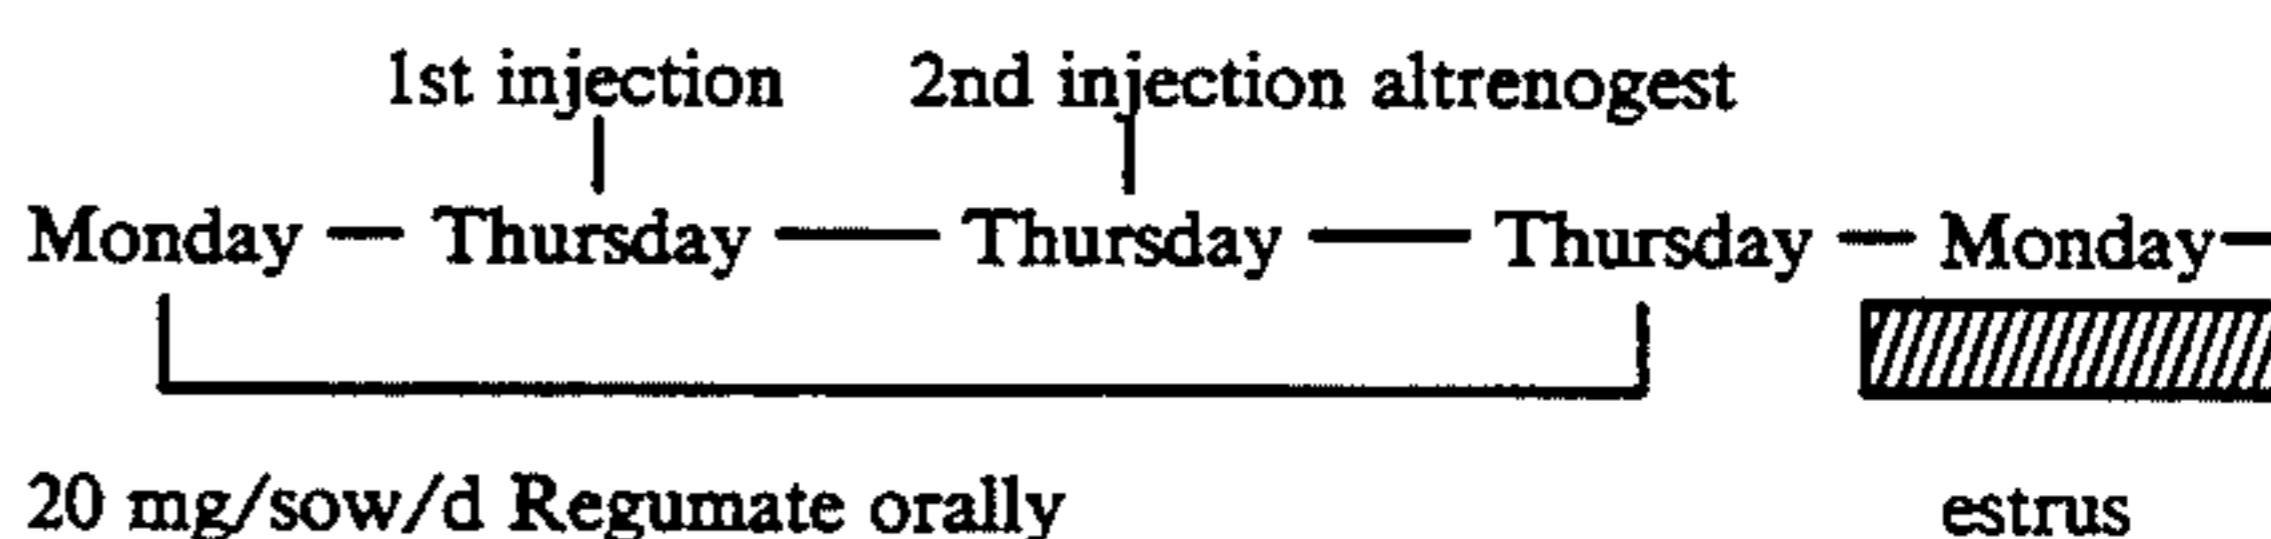 1st injection 2nd injection altrenogest
Monday — Thursday — Thursday — Thursday — Monday—
20 mg/sow/d Regumate orally estrus